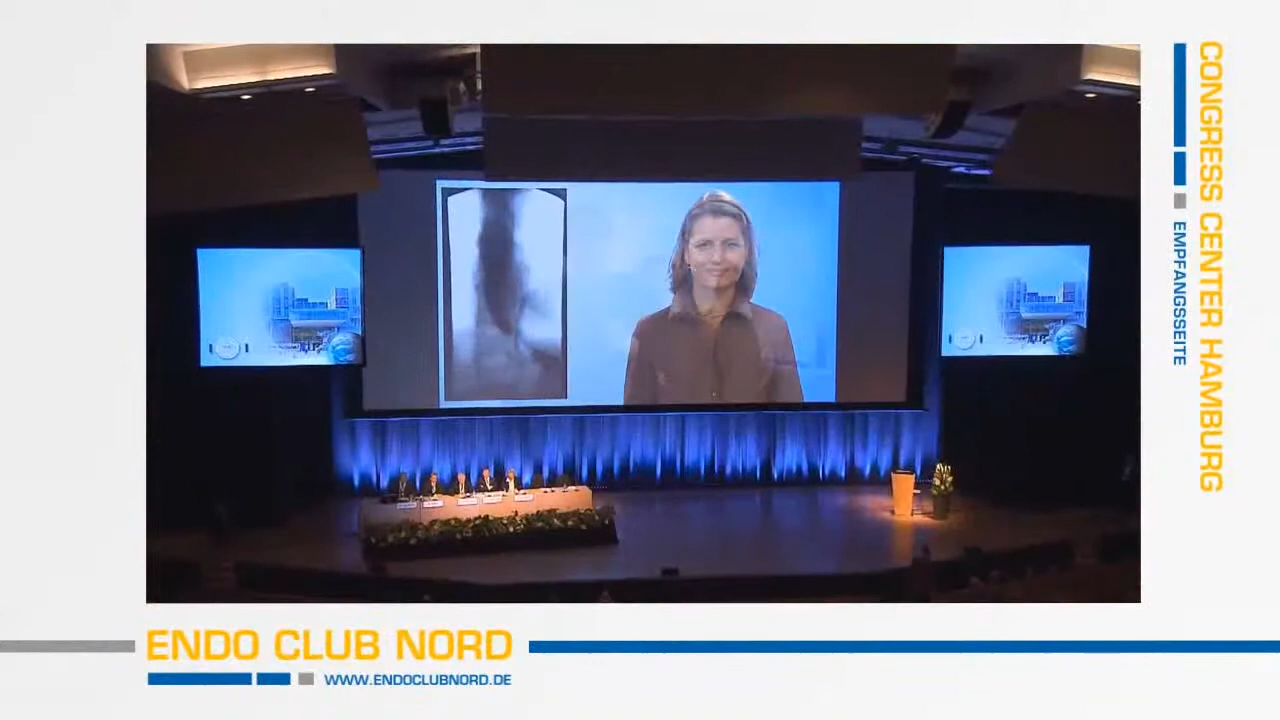 CONGRESS CENTER HAMBURG
EMPFANGSSEITE
ENDO CLUB NORD
WWW.ENDOCLUBNORD.DE